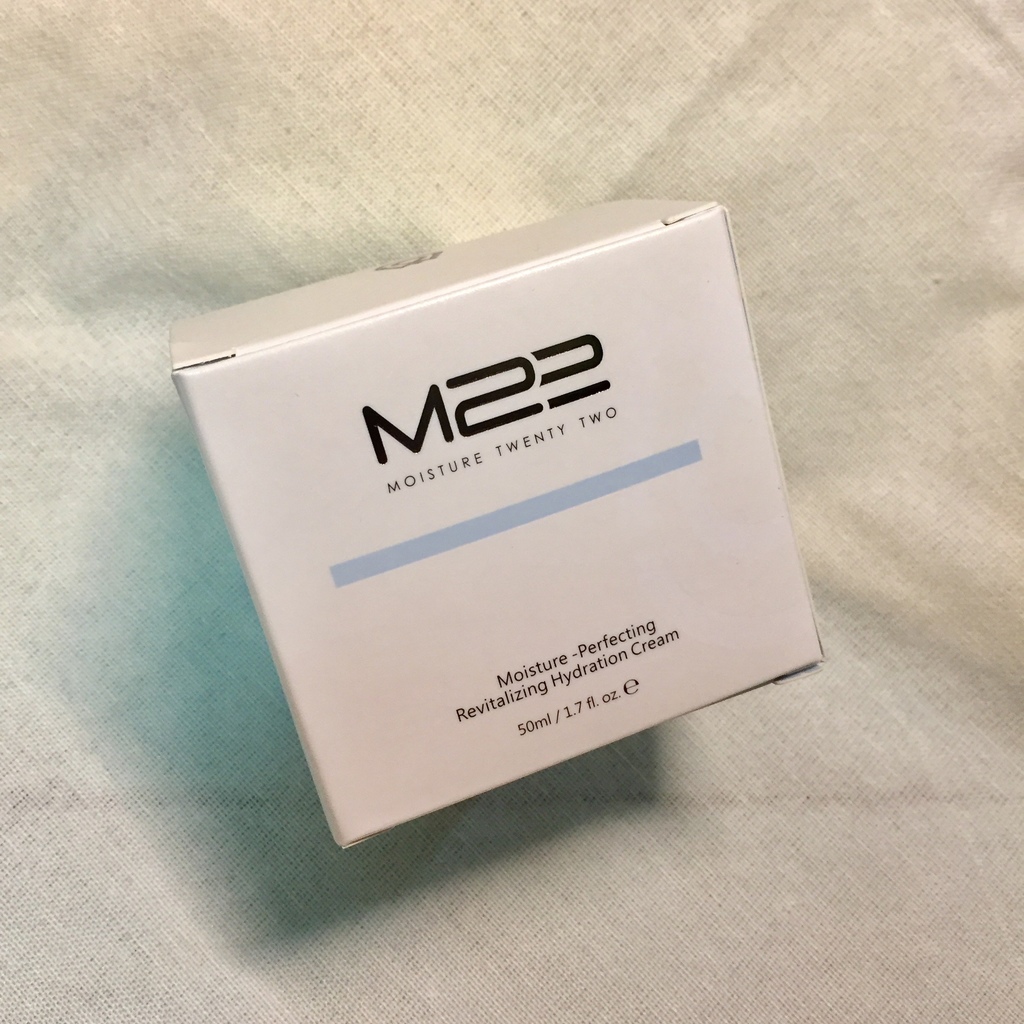 M22
MOISTURE TWENTY TWO
Moisture -Perfecting
Revitalizing Hydration Cream
50ml / 1.7 fl. oz. ℮